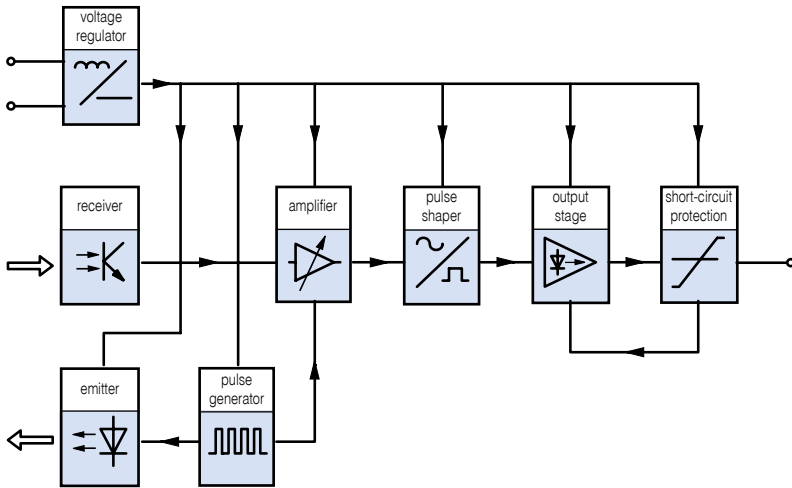 voltage
regulator
receiver
amplifier
pulse
shaper
output
stage
short-circuit
protection
emitter
pulse
generator